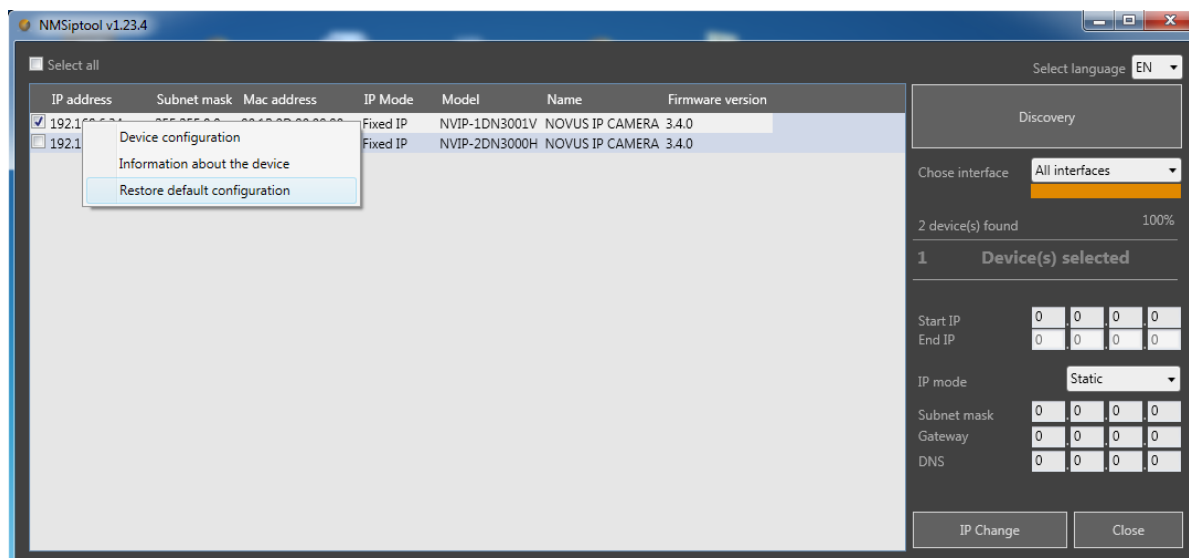 NMSiptool v1.23.4
Select all
Select language EN
IP address Subnet mask Mac address IP Mode Model Name Firmware version
Fixed IP NVIP-1DN3001V NOVUS IP CAMERA 3.4.0
192.1 Fixed IP NVIP-2DN3000H NOVUS IP CAMERA 3.4.0
Device configuration
Information about the device
Restore default configuration
Discovery
Chose interface All interfaces
2 device(s) found 100%
1 Device(s) selected
Start IP 0 . 0 . 0 . 0
End IP 0 . 0 . 0 . 0
IP mode Static
Subnet mask 0 . 0 . 0 . 0
Gateway 0 . 0 . 0 . 0
DNS 0 . 0 . 0 . 0
IP Change Close